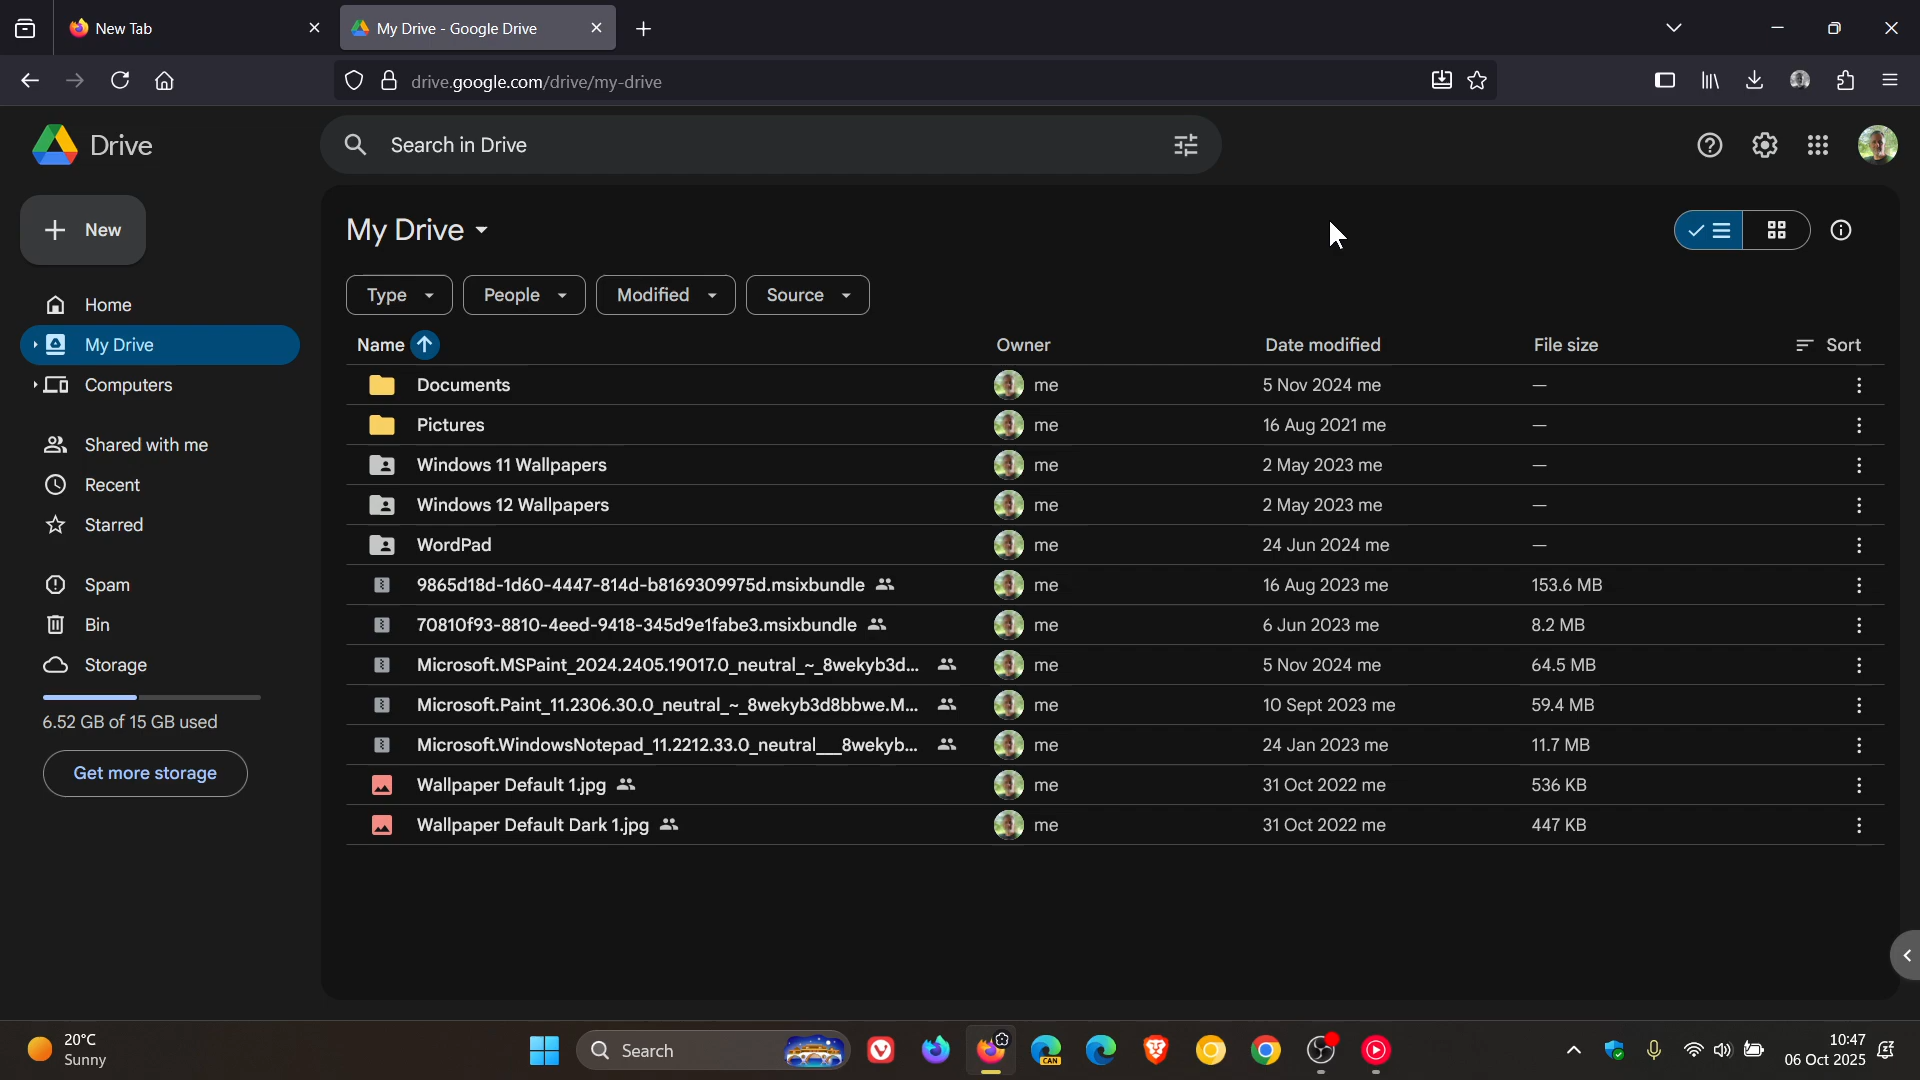 New Tab
My Drive - Google Drive
drive.google.com/drive/my-drive
Drive
Search in Drive
New
My Drive
Home
My Drive
Computers
Shared with me
Recent
Starred
Spam
Bin
Storage
6.52 GB of 15 GB used
Get more storage
Type
People
Modified
Source
Name Owner Date modified File size Sort
Documents me 5 Nov 2024 me —
Pictures me 16 Aug 2021 me —
Windows 11 Wallpapers me 2 May 2023 me —
Windows 12 Wallpapers me 2 May 2023 me —
WordPad me 24 Jun 2024 me —
9865d18d-1d60-4447-814d-b8169309975d.msixbundle me 16 Aug 2023 me 153.6 MB
70810f93-8810-4eed-9418-345d9e1fabe3.msixbundle me 6 Jun 2023 me 8.2 MB
Microsoft.MSPaint_2024.2405.19017.0_neutral_~_8wekyb3d... me 5 Nov 2024 me 64.5 MB
Microsoft.Paint_11.2306.30.0_neutral_~_8wekyb3d8bbwe.M... me 10 Sept 2023 me 59.4 MB
Microsoft.WindowsNotepad_11.2212.33.0_neutral___8wekyb... me 24 Jan 2023 me 11.7 MB
Wallpaper Default 1.jpg me 31 Oct 2022 me 536 KB
Wallpaper Default Dark 1.jpg me 31 Oct 2022 me 447 KB
20°C
Sunny
Search
CAN
10:47
06 Oct 2025